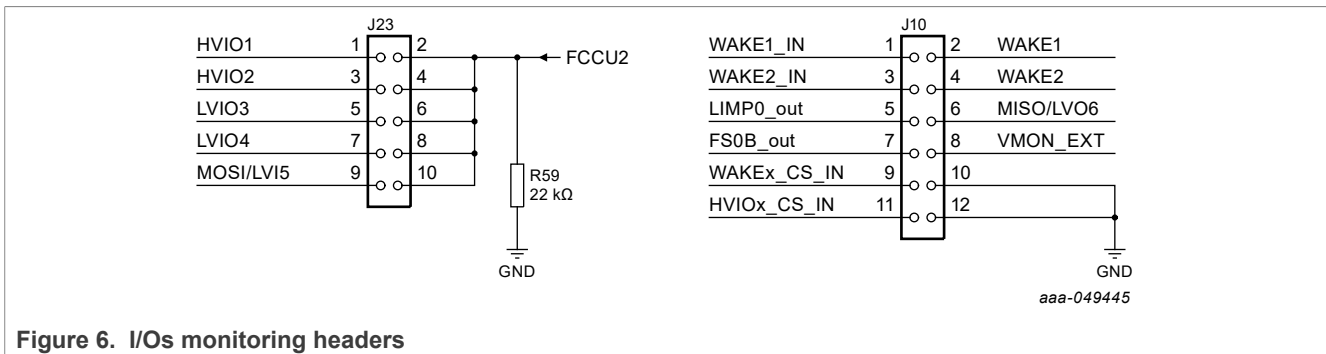 J23
HVIO1 1 2 FCCU2
HVIO2 3 4
LVIO3 5 6
LVIO4 7 8
MOSI/LVI5 9 10
R59
22 kΩ
GND
J10
WAKE1_IN 1 2 WAKE1
WAKE2_IN 3 4 WAKE2
LIMP0_out 5 6 MISO/LVO6
FS0B_out 7 8 VMON_EXT
WAKEx_CS_IN 9 10
HVIOx_CS_IN 11 12
GND
aaa-049445
Figure 6. I/Os monitoring headers